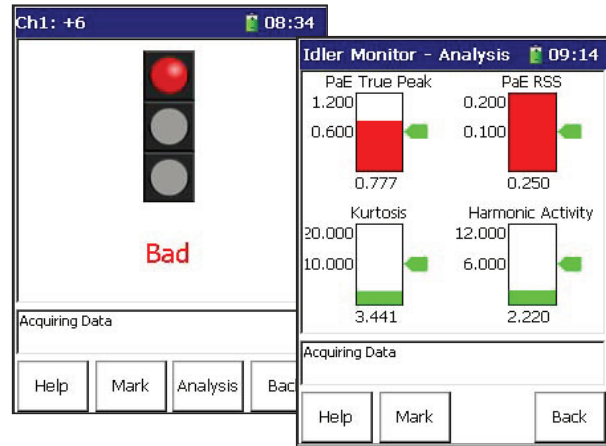 Ch1: +6 08:34
Bad
Acquiring Data
Help Mark Analysis
Idler Monitor - Analysis 09:14
PaE True Peak PaE RSS
1.200 0.200
0.600 0.100
0.777 0.250
Kurtosis Harmonic Activity
20.000 12.000
10.000 6.000
3.441 2.220
Acquiring Data
Help Mark Back